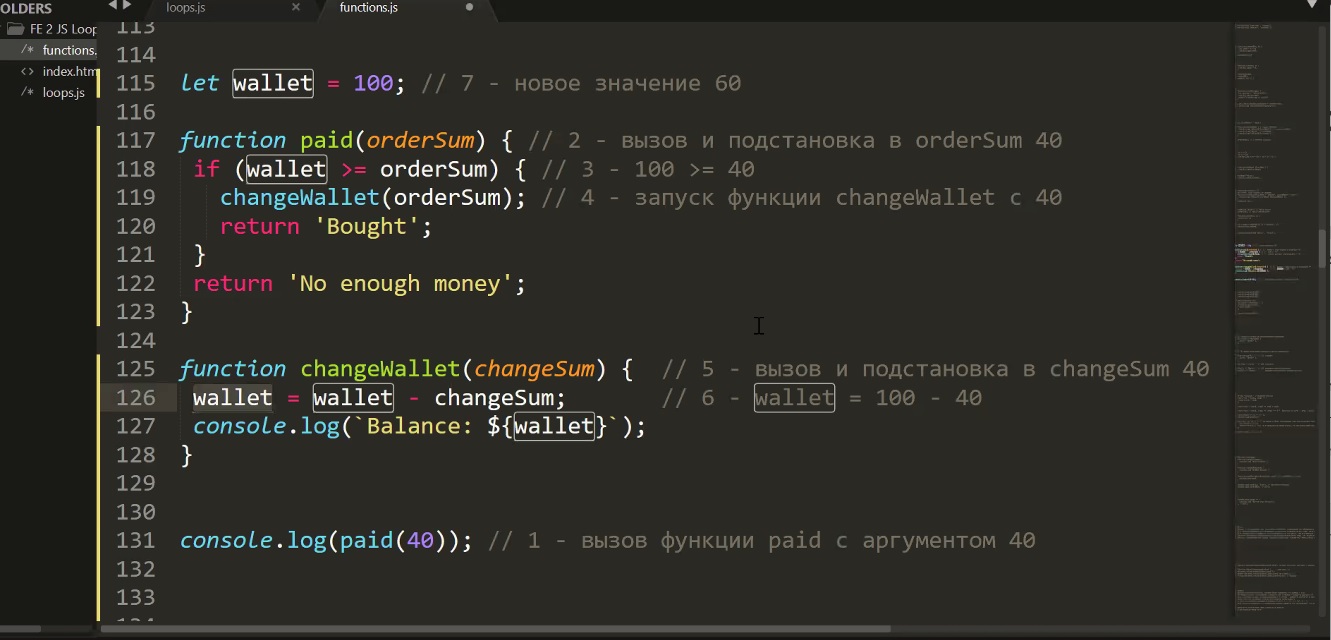 OLDERS
loops.js ×
functions.js
FE 2 JS Loop
/* functions.
<> index.htm
/* loops.js
113
114
115 let wallet = 100; // 7 - новое значение 60
116
117 function paid(orderSum) { // 2 - вызов и подстановка в orderSum 40
118 if (wallet >= orderSum) { // 3 - 100 >= 40
119 changeWallet(orderSum); // 4 - запуск функции changeWallet с 40
120 return 'Bought';
121 }
122 return 'No enough money';
123 }
124
125 function changeWallet(changeSum) { // 5 - вызов и подстановка в changeSum 40
126 wallet = wallet - changeSum; // 6 - wallet = 100 - 40
127 console.log(`Balance: ${wallet}`);
128 }
129
130
131 console.log(paid(40)); // 1 - вызов функции paid с аргументом 40
132
133